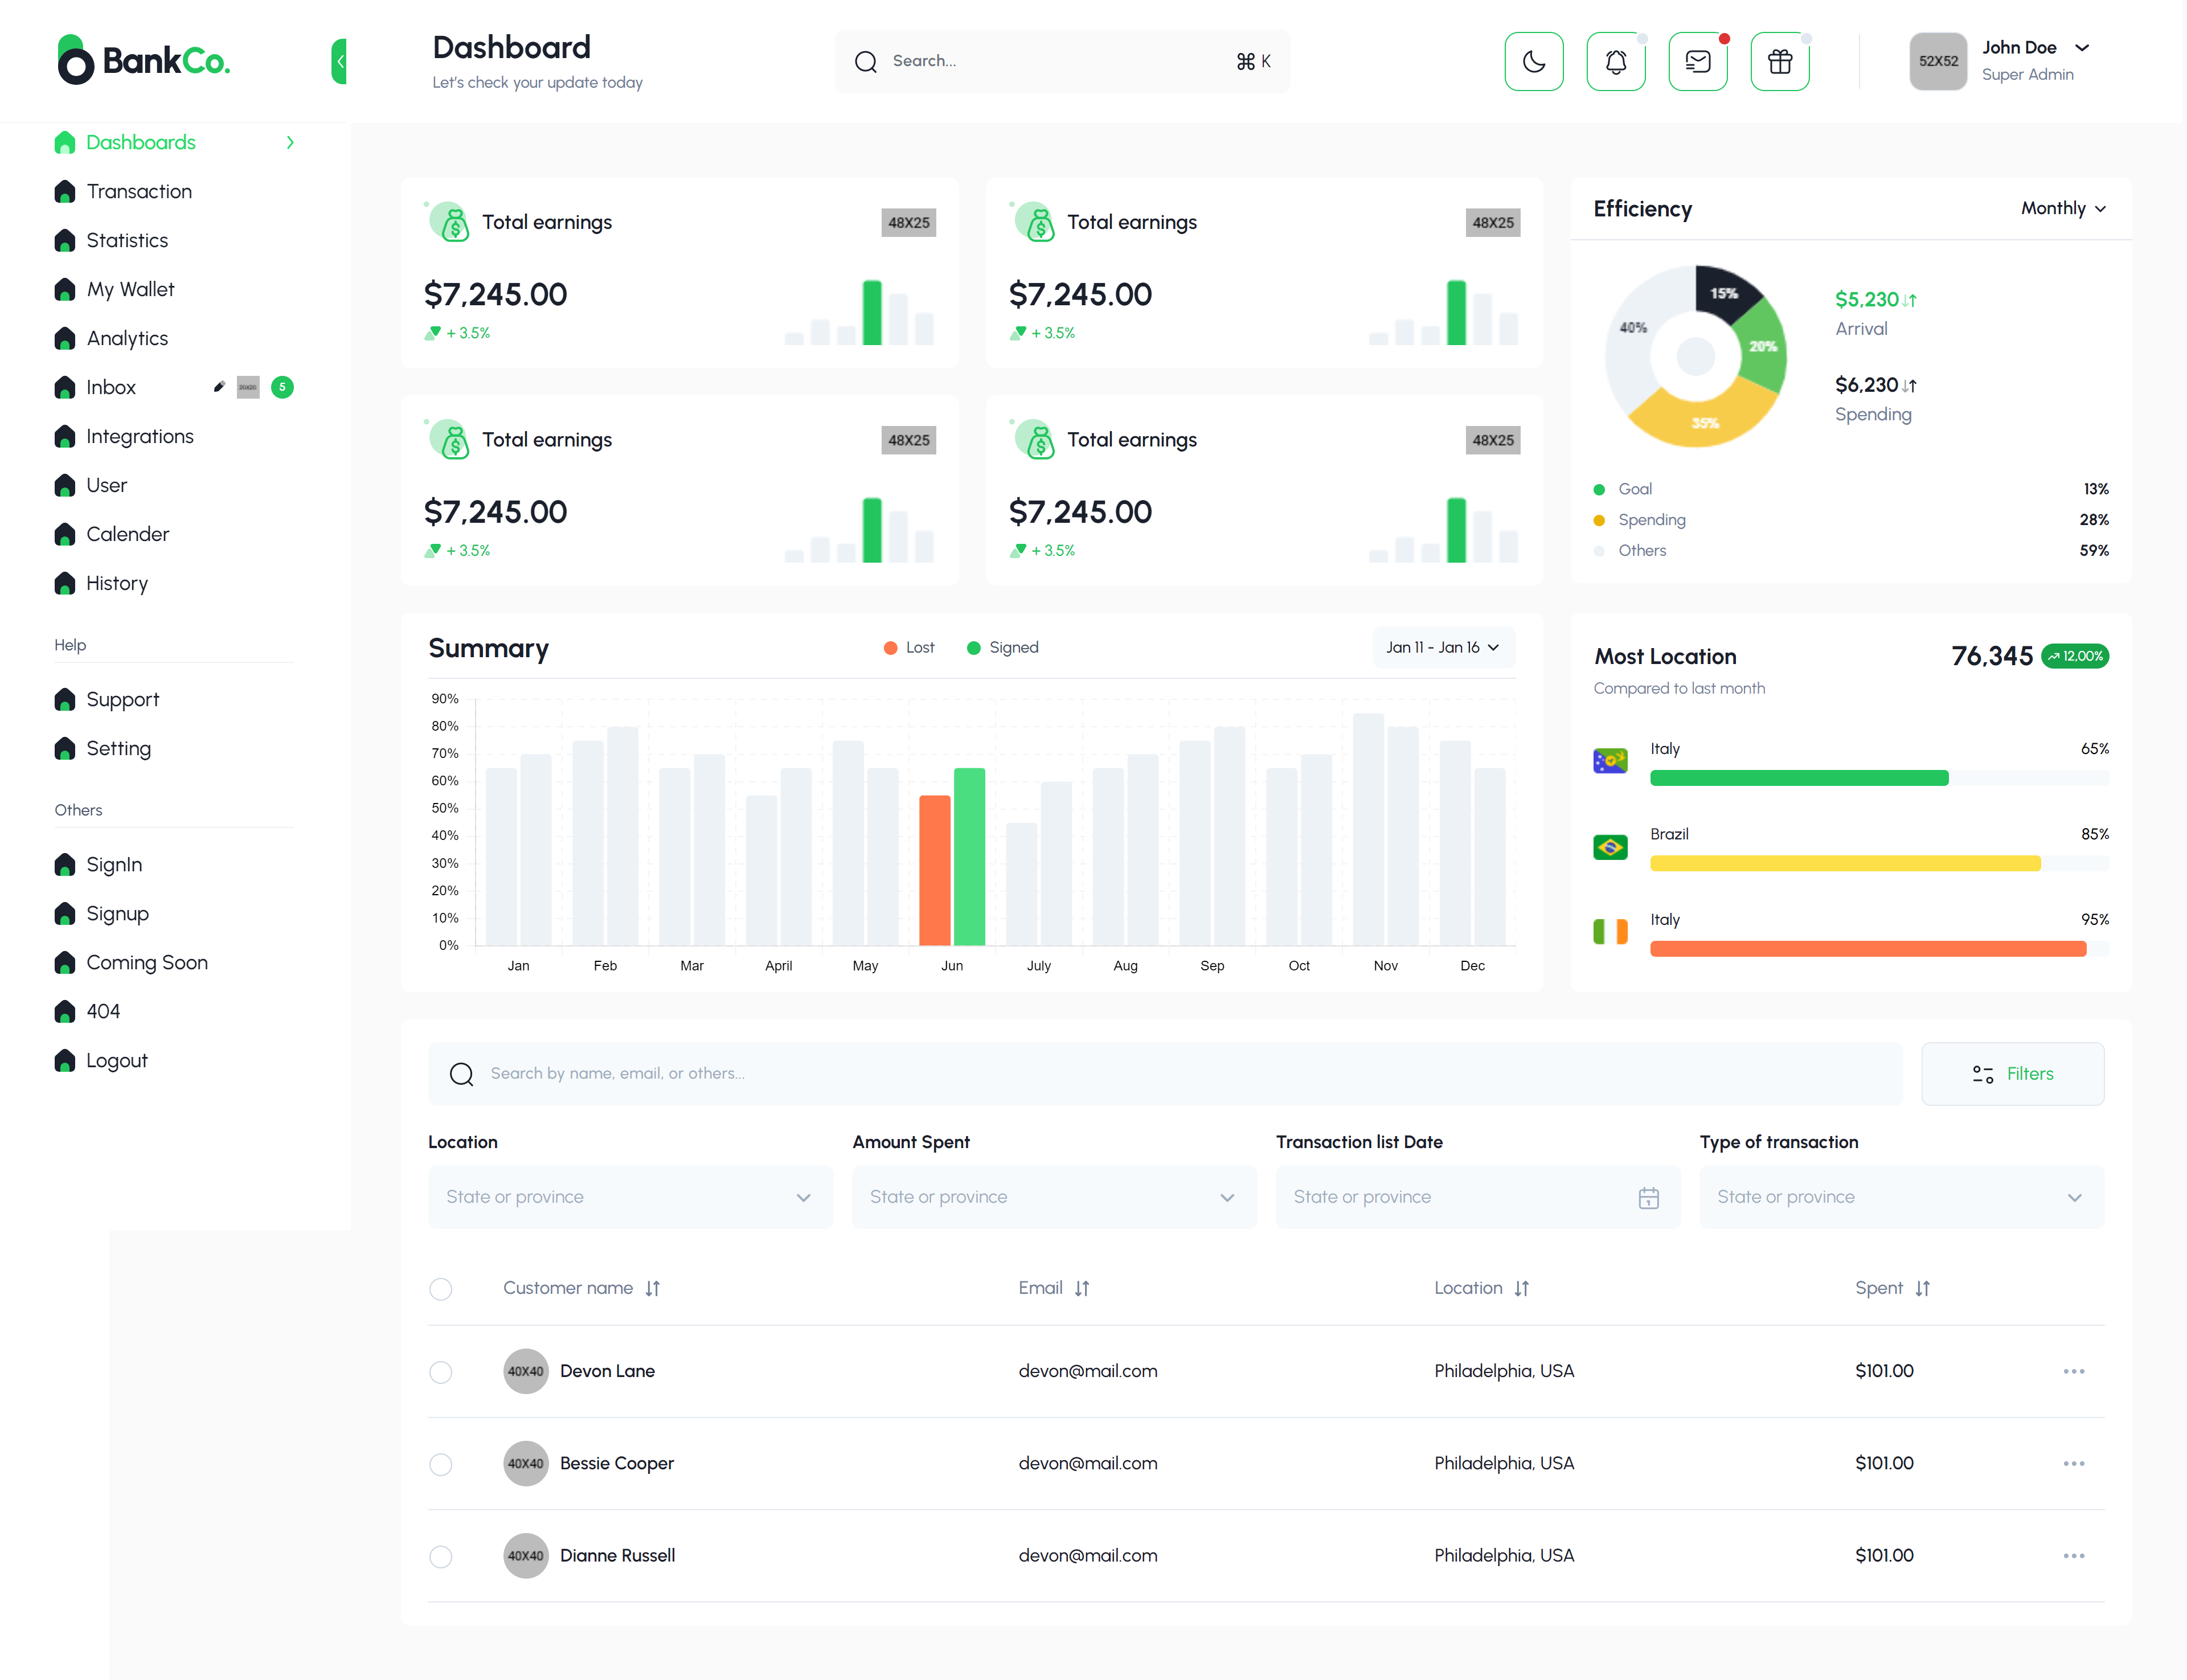 BankCo.
Dashboard
Let's check your update today
Search...
⌘ K
52X52
John Doe
Super Admin
Dashboards
Transaction
Statistics
My Wallet
Analytics
Inbox
20X20
5
Integrations
User
Calender
History
Help
Support
Setting
Others
SignIn
Signup
Coming Soon
404
Logout
Total earnings
48X25
$7,245.00
+ 3.5%
Total earnings
48X25
$7,245.00
+ 3.5%
Total earnings
48X25
$7,245.00
+ 3.5%
Total earnings
48X25
$7,245.00
+ 3.5%
Efficiency
Monthly
15%
20%
35%
40%
$5,230
Arrival
$6,230
Spending
Goal 13%
Spending 28%
Others 59%
Summary
Lost
Signed
Jan 11 - Jan 16
90%
80%
70%
60%
50%
40%
30%
20%
10%
0%
Jan Feb Mar April May Jun July Aug Sep Oct Nov Dec
Most Location
76,345
12,00%
Compared to last month
Italy 65%
Brazil 85%
Italy 95%
Search by name, email, or others...
Filters
Location
Amount Spent
Transaction list Date
Type of transaction
State or province
State or province
State or province
1
State or province
Customer name Email Location Spent
40X40 Devon Lane devon@mail.com Philadelphia, USA $101.00
40X40 Bessie Cooper devon@mail.com Philadelphia, USA $101.00
40X40 Dianne Russell devon@mail.com Philadelphia, USA $101.00